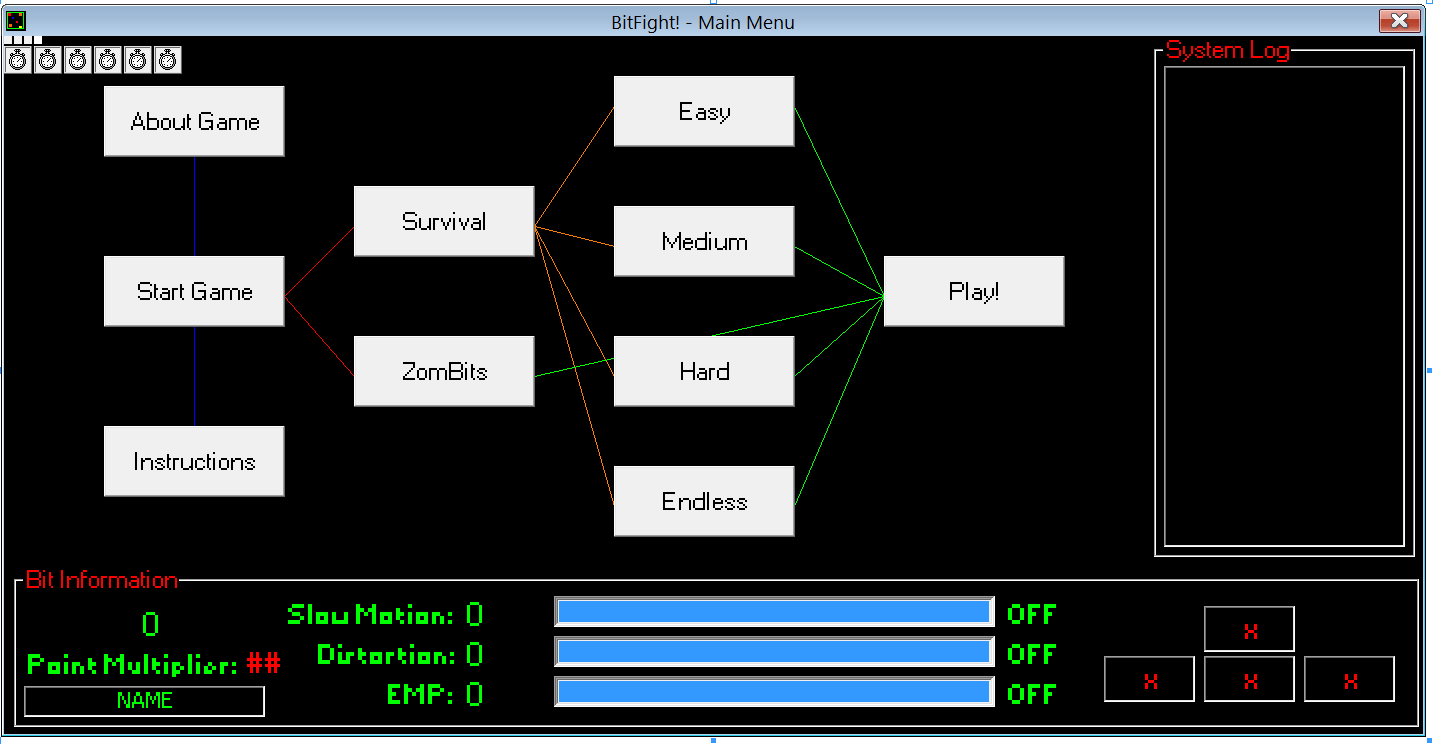 BitFight! - Main Menu
System Log
About Game
Start Game
Instructions
Survival
ZomBits
Easy
Medium
Hard
Endless
Play!
Bit Information
0
Point Multiplier: ##
NAME
Slow Motion: 0
OFF
Distortion: 0
OFF
EMP: 0
OFF
x
x x x